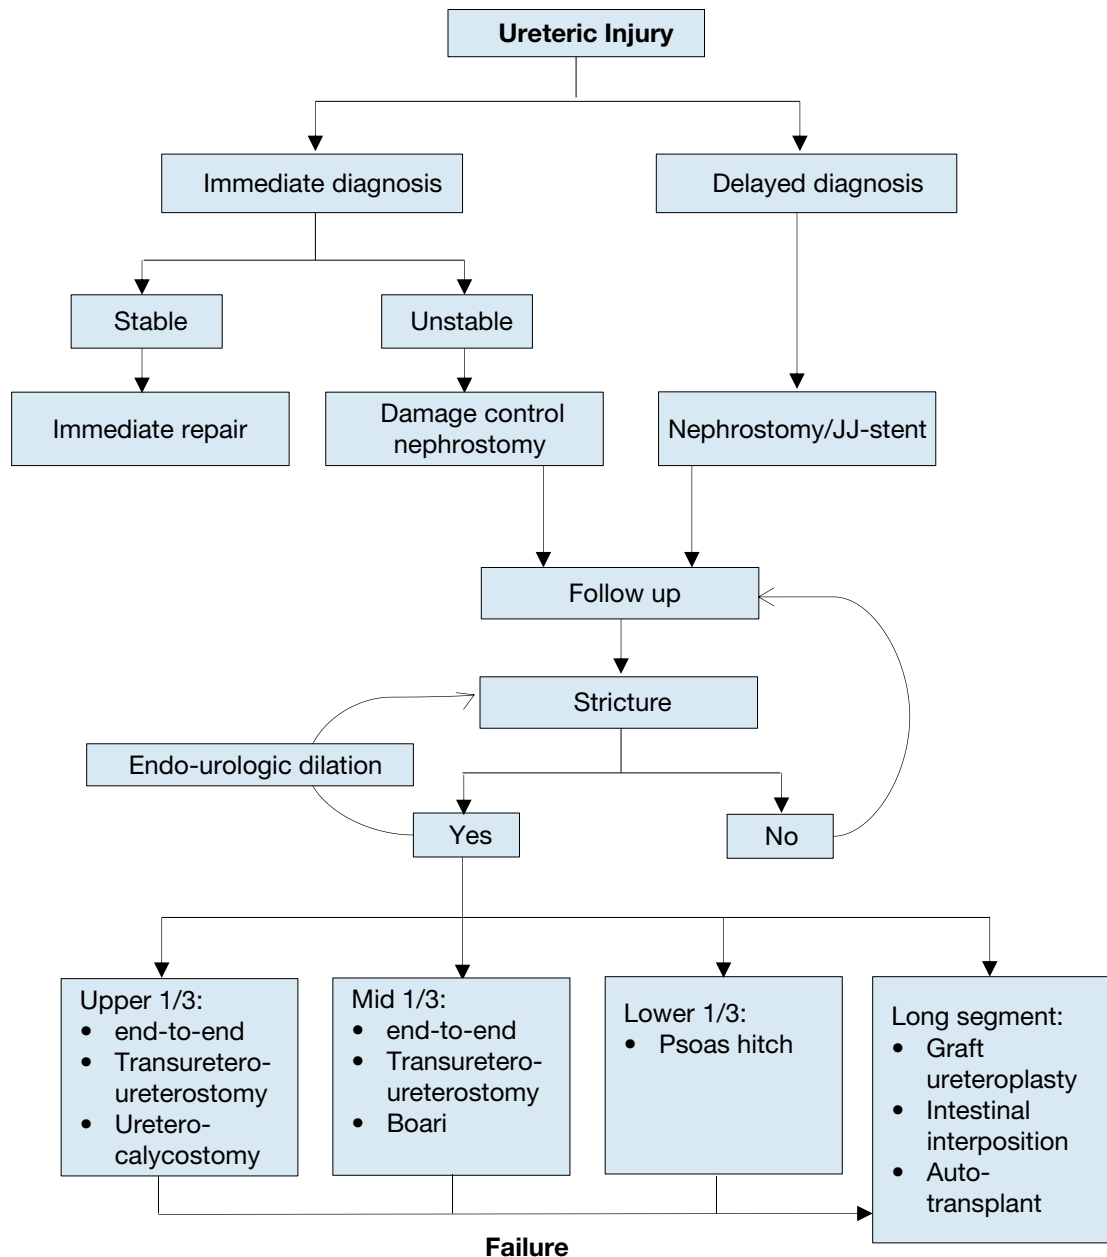 Ureteric Injury
Immediate diagnosis
Delayed diagnosis
Stable
Unstable
Immediate repair
Damage control
nephrostomy
Nephrostomy/JJ-stent
Follow up
Stricture
Endo-urologic dilation
Yes
No
Upper 1/3:
• end-to-end
• Transuretero-
ureterostomy
• Uretero-
calycostomy
Mid 1/3:
• end-to-end
• Transuretero-
ureterostomy
• Boari
Lower 1/3:
• Psoas hitch
Long segment:
• Graft
ureteroplasty
• Intestinal
interposition
• Auto-
transplant
Failure